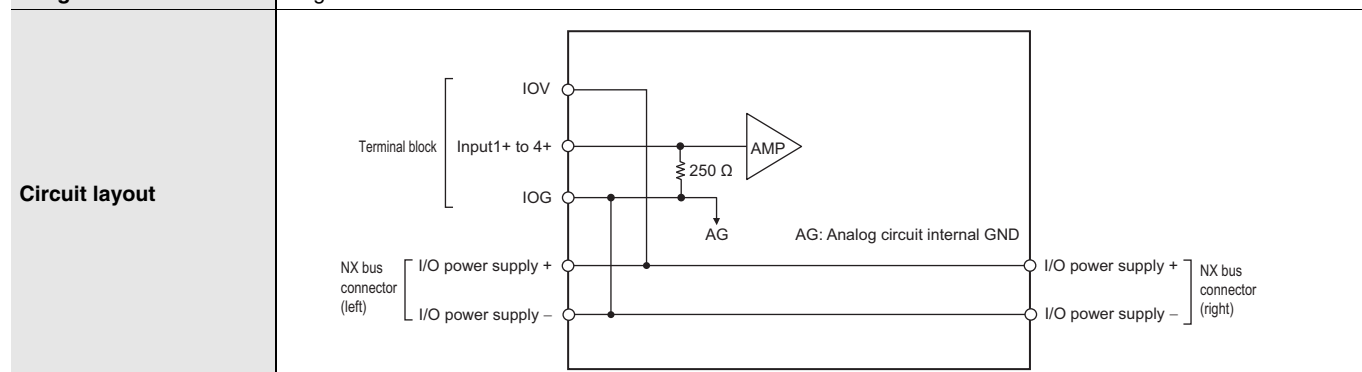 Circuit layout
IOV
Terminal block
Input1+ to 4+
AMP
250 Ω
IOG
AG
AG: Analog circuit internal GND
NX bus
connector
(left)
I/O power supply +
I/O power supply −
I/O power supply +
I/O power supply −
NX bus
connector
(right)